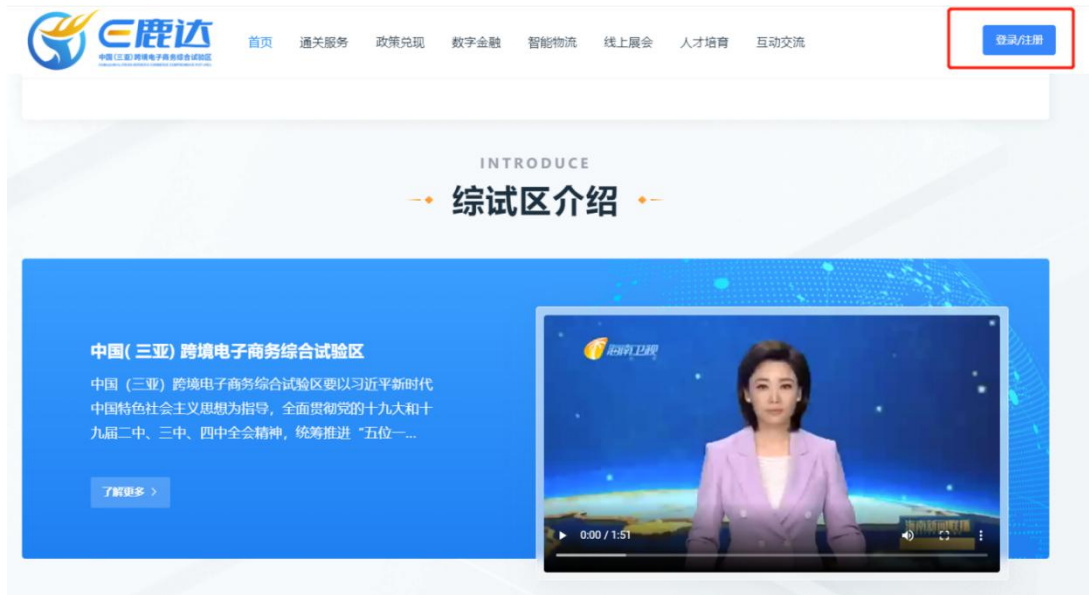 三鹿达
中国(三亚)跨境电子商务综合试验区
首页 通关服务 政策兑现 数字金融 智能物流 线上展会 人才培育 互动交流
登录/注册
INTRODUCE
综试区介绍
中国( 三亚) 跨境电子商务综合试验区
中国（三亚）跨境电子商务综合试验区要以习近平新时代
中国特色社会主义思想为指导，全面贯彻党的十九大和十
九届二中、三中、四中全会精神，统筹推进“五位一...
了解更多 >
海南卫视
海南新闻联播
0:00 / 1:51